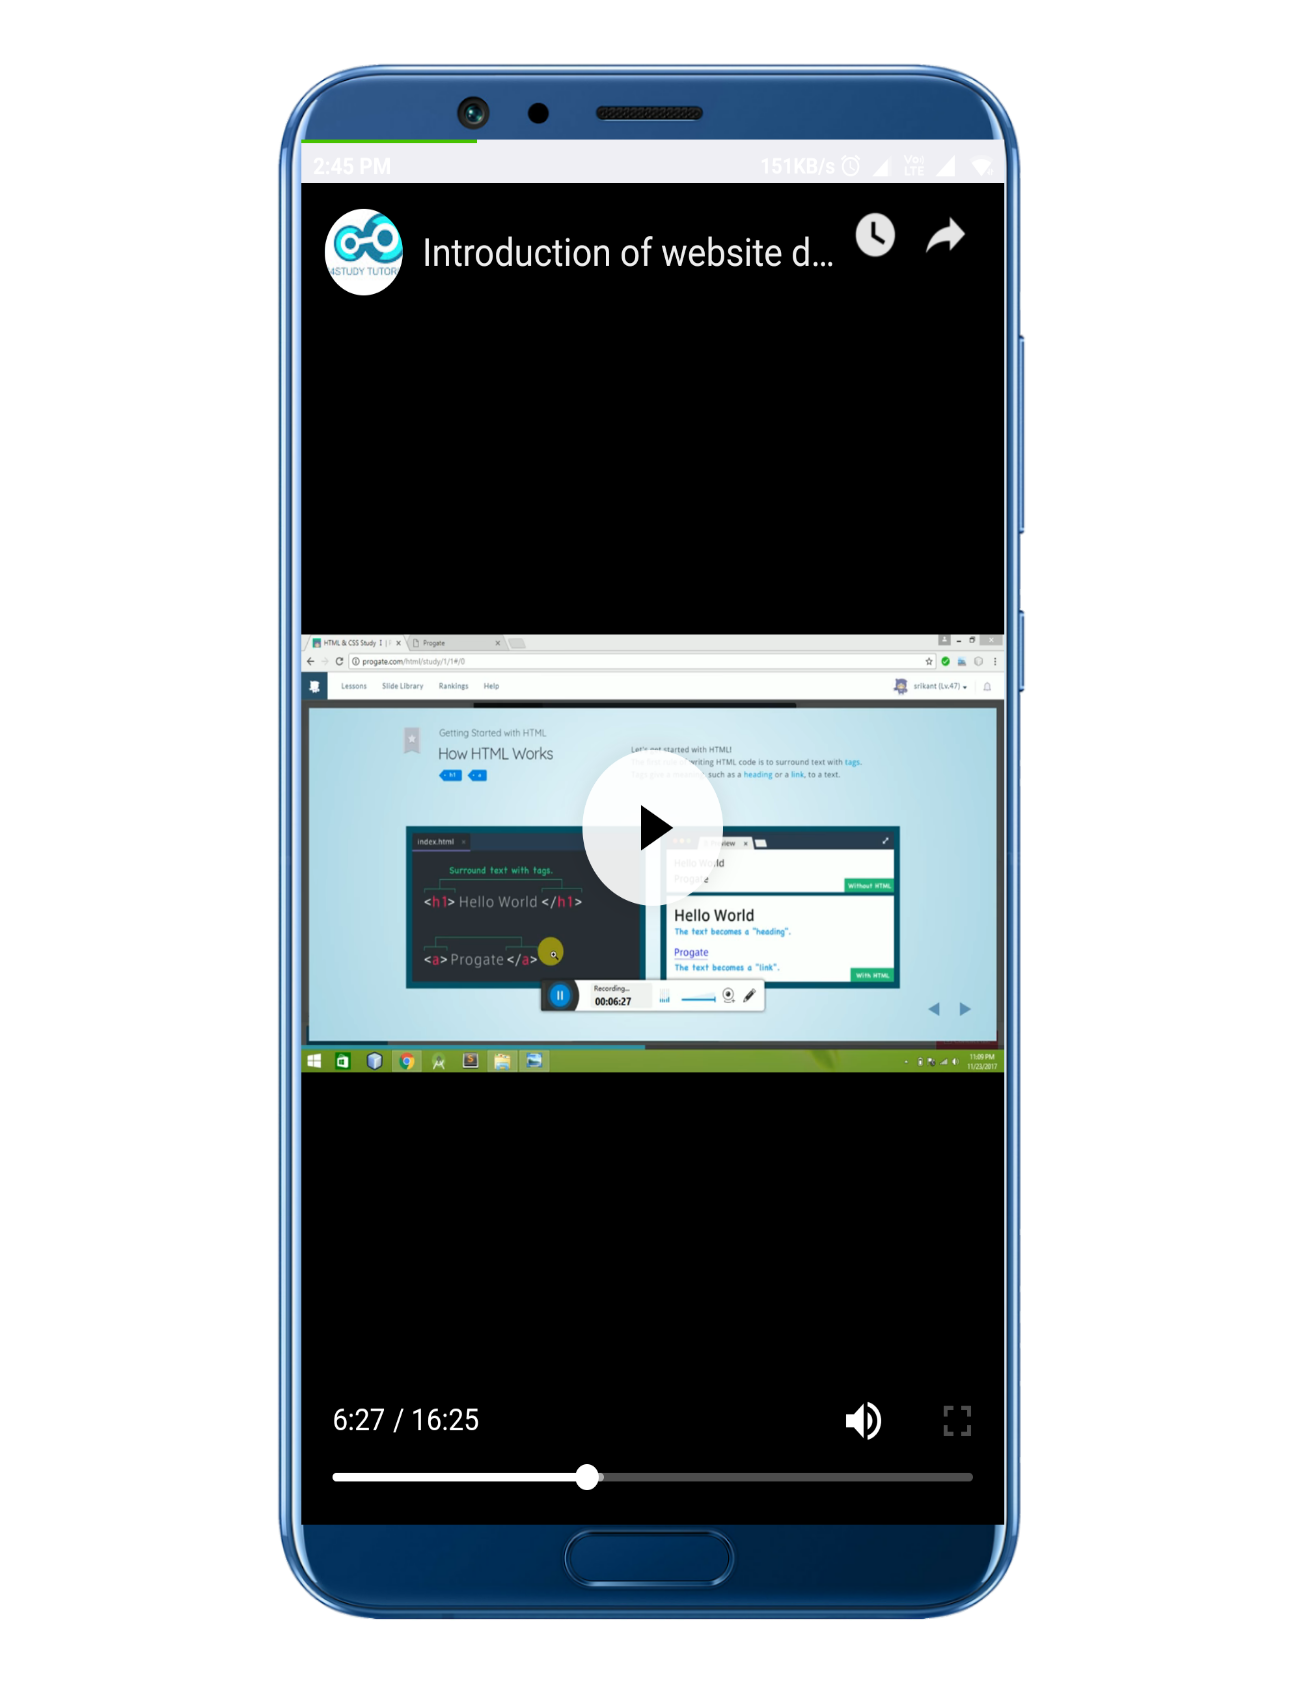 2:45 PM
151KB/s
Vo
LTE
4STUDY TUTOR
Introduction of website d...
HTML & CSS Study I | P
Progate
progate.com/html/study/1/1#/0
Lessons Slide Library Rankings Help
srikant (Lv.47)
Getting Started with HTML
How HTML Works
h1 a
Let's get started with HTML!
writing HTML code is to surround text with tags.
such as a heading or a link, to a text.
index.html
Surround text with tags.
<h1> Hello World </h1>
<a> Progate </a>
Hello World
Progate
Without HTML
Hello World
The text becomes a "heading".
Progate
The text becomes a "link".
With HTML
Recording...
00:06:27
11:09 PM
11/23/2017
6:27 / 16:25